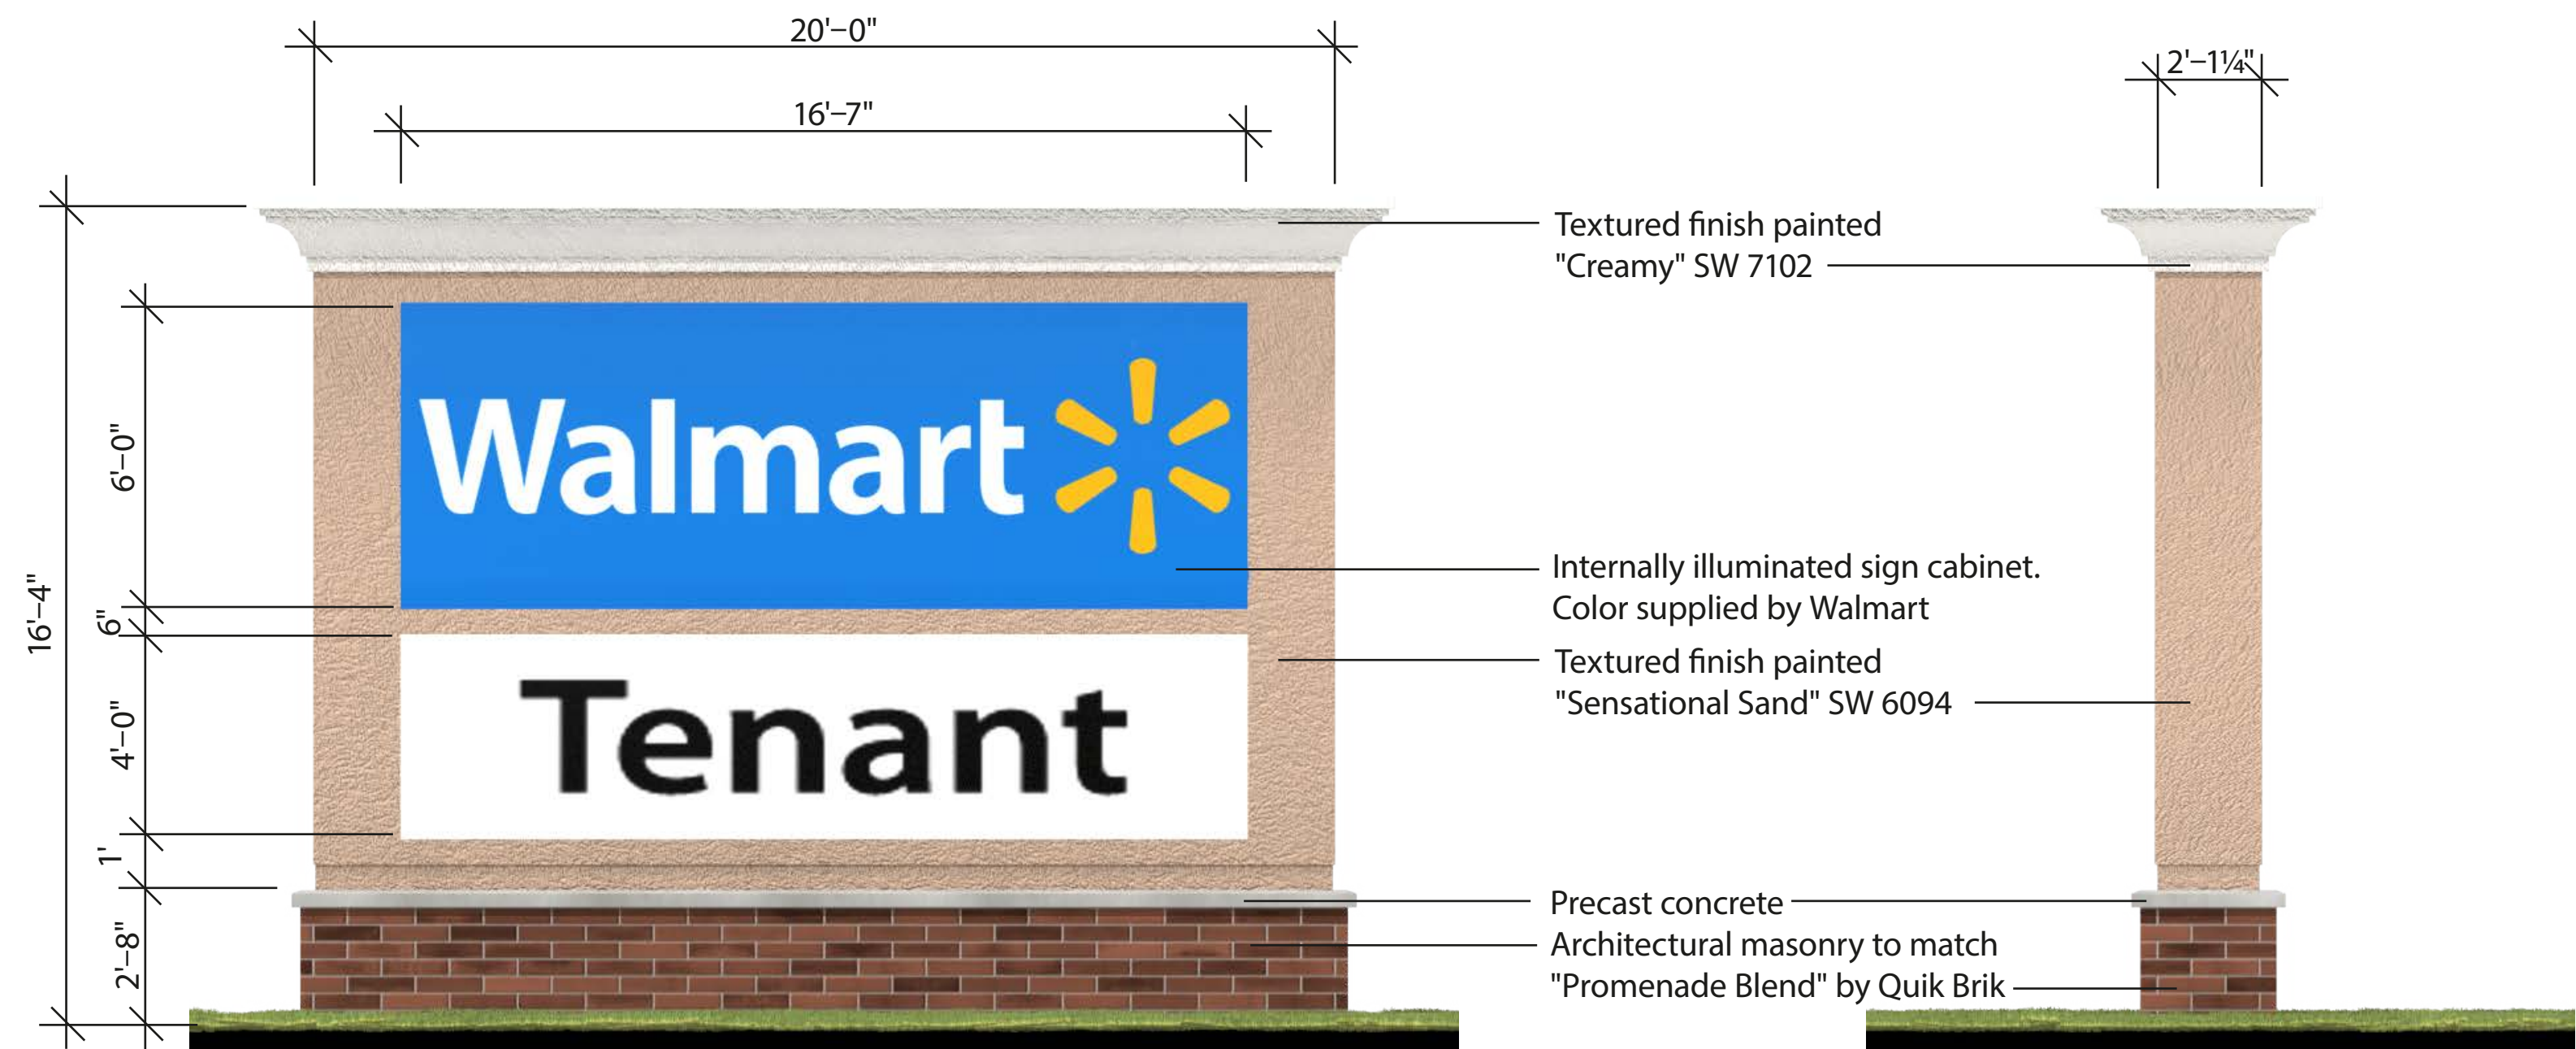 20'–0"
2'–1¼"
16'–7"
Textured finish painted
"Creamy" SW 7102
Walmart
6'–0"
Internally illuminated sign cabinet.
Color supplied by Walmart
16'–4"
6"
Textured finish painted
"Sensational Sand" SW 6094
Tenant
4'–0"
1'
Precast concrete
Architectural masonry to match
"Promenade Blend" by Quik Brik
2'–8"